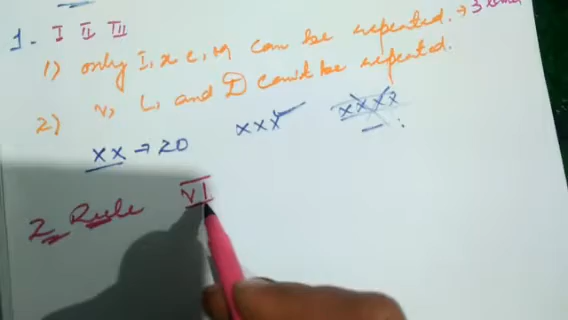 1- I II III
1) only I, x c, M can be repeated. → 3 times
2) V, L, and D can't be repeated.
xx → 20 xxx xxxx
2 Rule VI